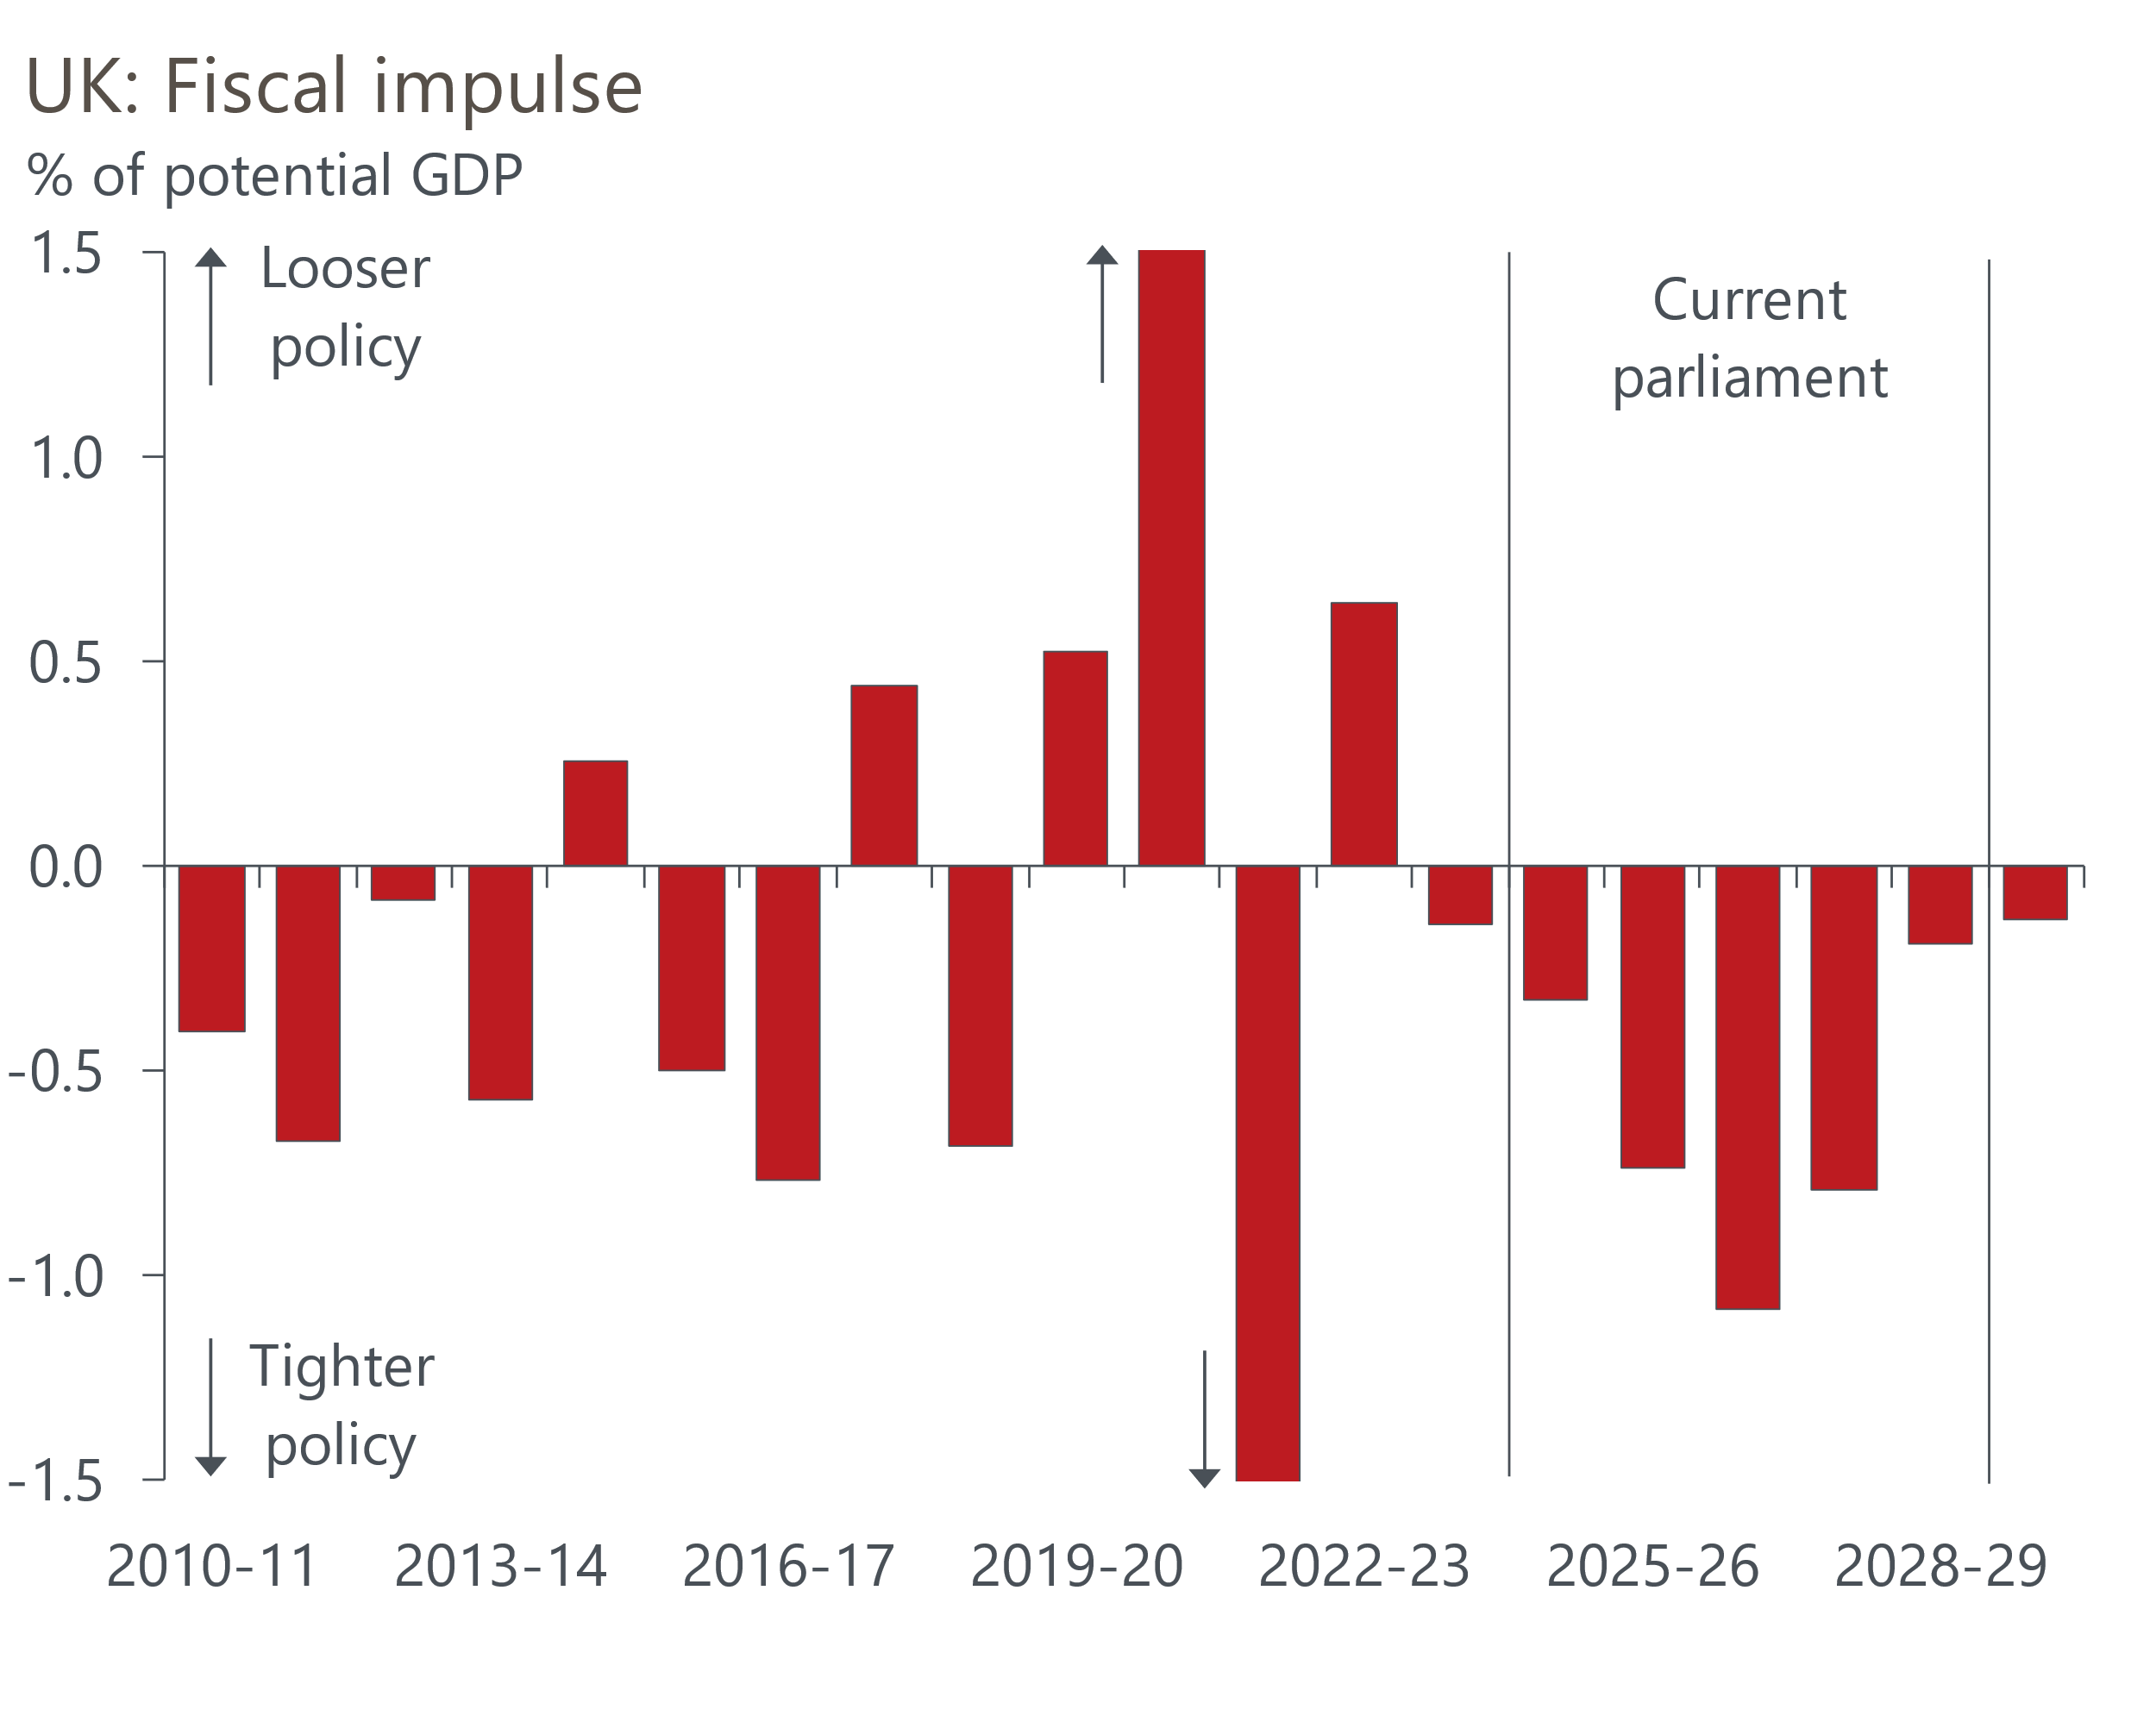 UK: Fiscal impulse
% of potential GDP
1.5
Looser
policy
Current
parliament
1.0
0.5
0.0
-0.5
-1.0
Tighter
policy
-1.5
2010-11 2013-14 2016-17 2019-20 2022-23 2025-26 2028-29